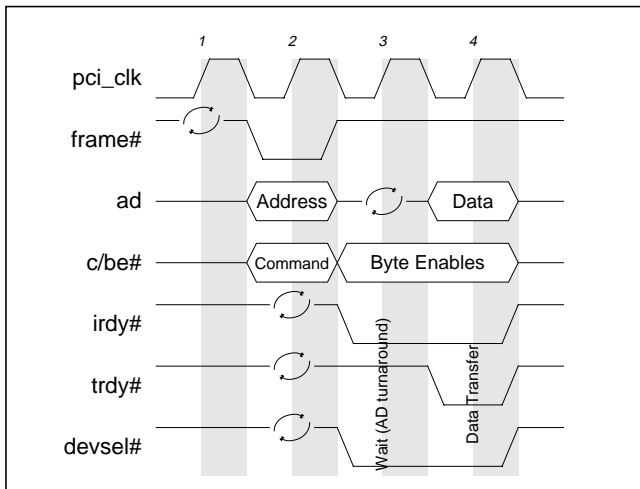 1 2 3 4
pci_clk
frame#
ad
Address
Data
c/be#
Command
Byte Enables
irdy#
trdy#
devsel#
Wait (AD turnaround)
Data Transfer